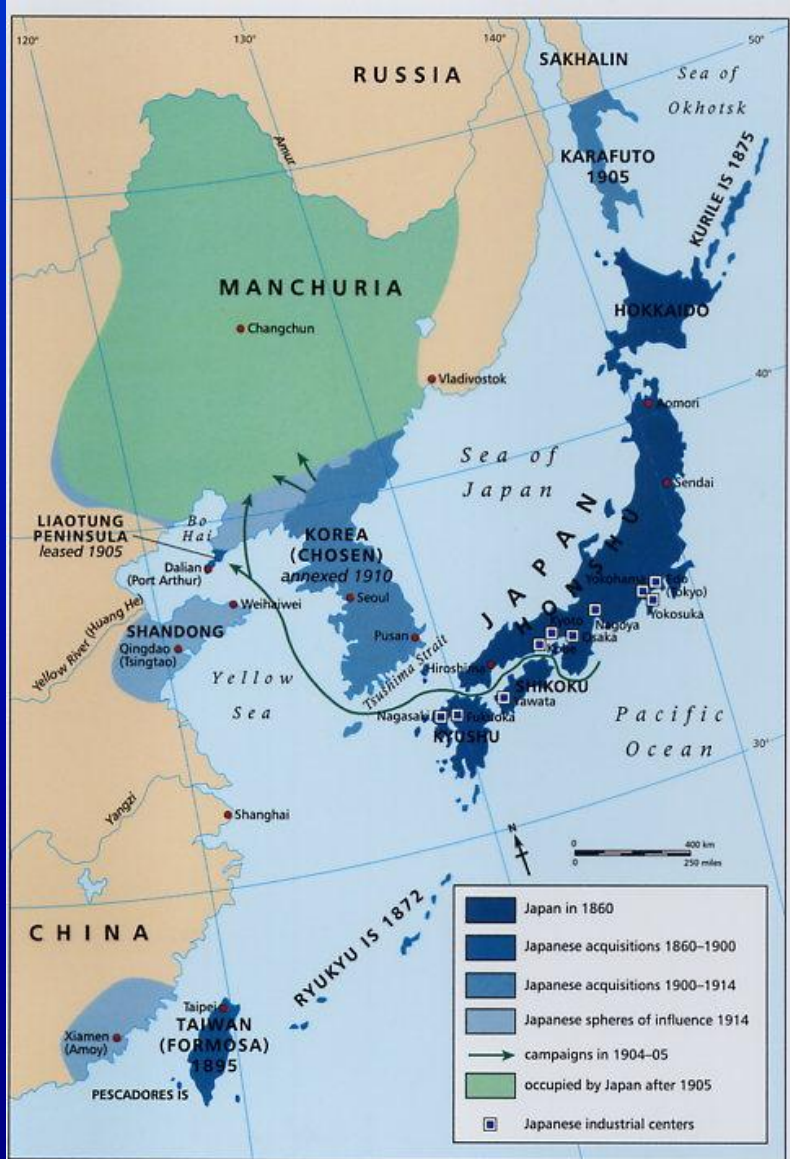 120°
130°
140°
50°
RUSSIA
SAKHALIN
Sea of
Okhotsk
Amur
KARAFUTO
1905
KURILE IS 1875
MANCHURIA
Changchun
HOKKAIDO
Vladivostok
40°
Aomori
Sea of
Japan
Sendai
LIAOTUNG
PENINSULA
leased 1905
Bo
Hai
KOREA
(CHOSEN)
annexed 1910
JAPAN
HONSHU
Dalian
(Port Arthur)
Weihaiwei
Seoul
Yokohama
Edo
(Tokyo)
Yokosuka
Yellow River (Huang He)
SHANDONG
Qingdao
(Tsingtao)
Pusan
Kyoto
Nagoya
Osaka
Kobe
Tsushima Strait
Hiroshima
Yellow
Sea
SHIKOKU
Yawata
Nagasaki
Fukuoka
KYUSHU
Pacific
Ocean
30°
Yangzi
Shanghai
N
0
400 km
0
250 miles
CHINA
RYUKYU IS 1872
Taipei
TAIWAN
(FORMOSA)
1895
Xiamen
(Amoy)
PESCADORES IS
Japan in 1860
Japanese acquisitions 1860–1900
Japanese acquisitions 1900–1914
Japanese spheres of influence 1914
campaigns in 1904–05
occupied by Japan after 1905
Japanese industrial centers